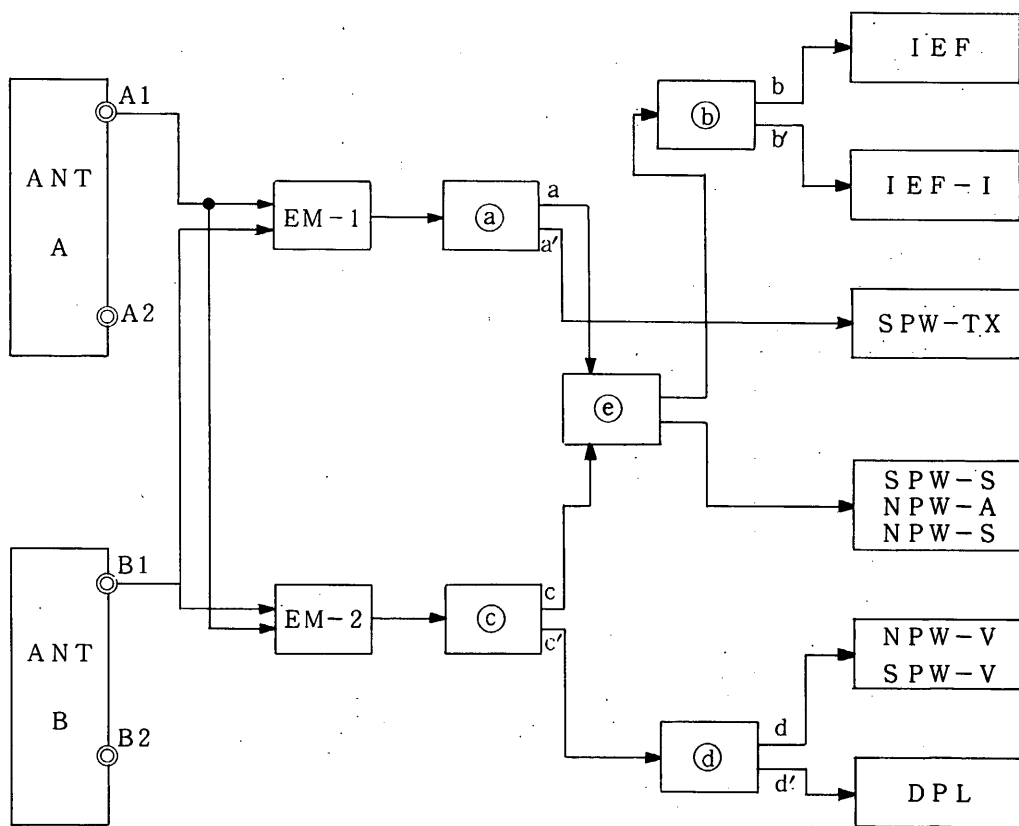 IEF
b
ⓑ
b'
A1
ANT
A
IEF-I
EM-1
ⓐ
a
a'
A2
SPW-TX
ⓔ
SPW-S
NPW-A
NPW-S
B1
ANT
B
EM-2
ⓒ
c
c'
NPW-V
SPW-V
B2
ⓓ
d
d'
DPL